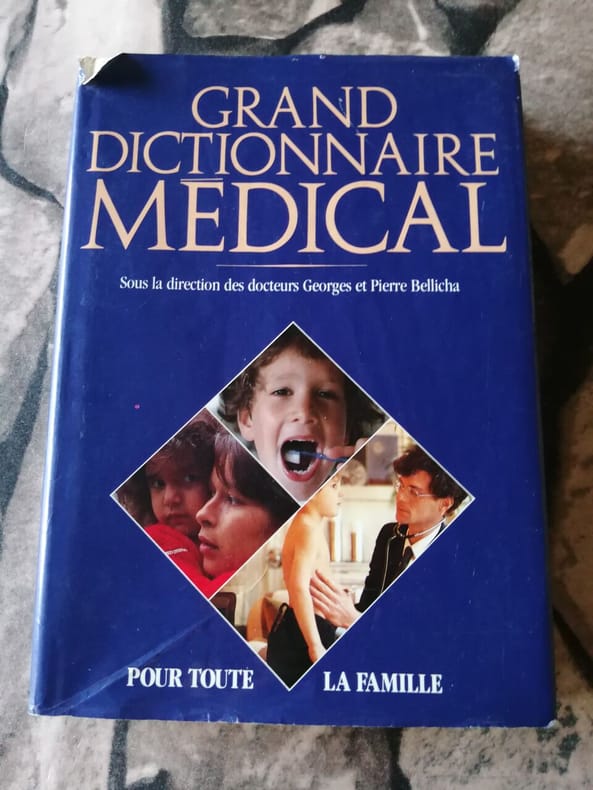 GRAND
DICTIONNAIRE
MÉDICAL
Sous la direction des docteurs Georges et Pierre Bellicha
POUR TOUTE LA FAMILLE